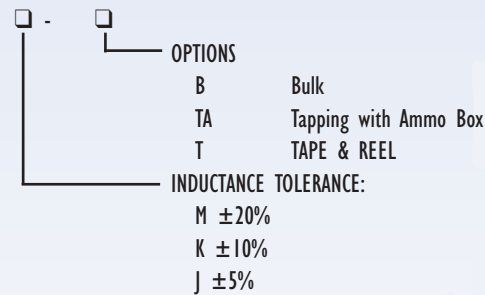 ❑ - ❑
OPTIONS
B Bulk
TA Tapping with Ammo Box
T TAPE & REEL
INDUCTANCE TOLERANCE:
M ±20%
K ±10%
J ±5%